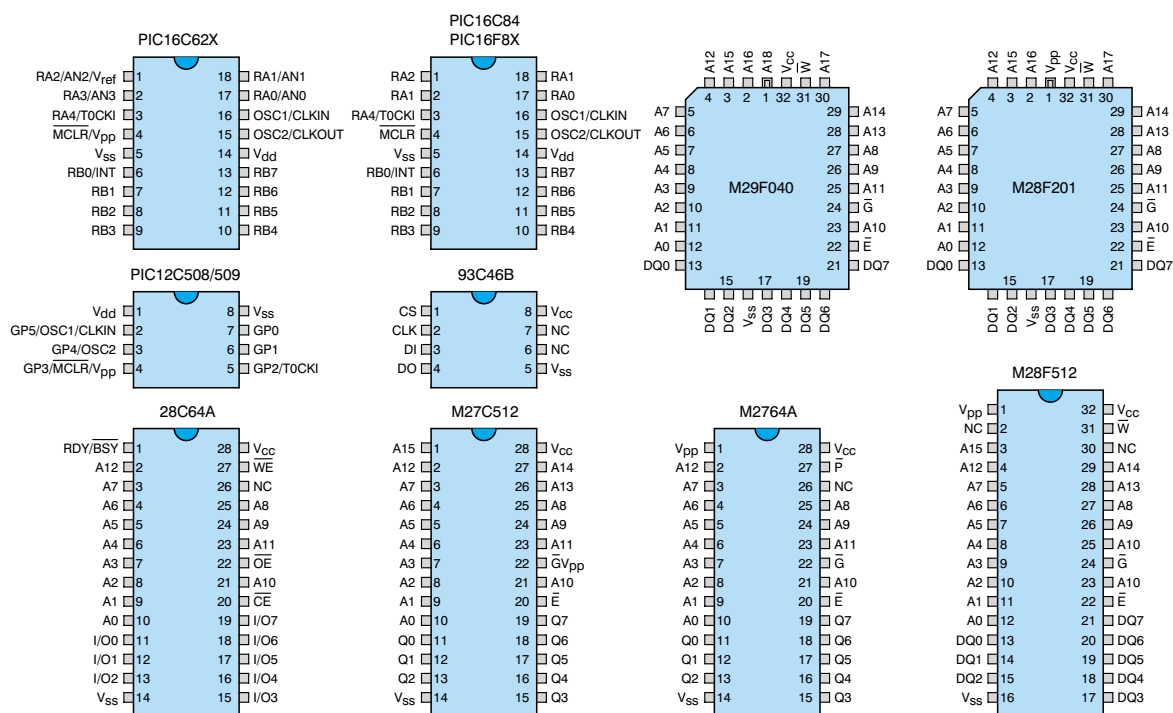 PIC16C62X
RA2/AN2/Vref 1 18 RA1/AN1
RA3/AN3 2 17 RA0/AN0
RA4/T0CKI 3 16 OSC1/CLKIN
MCLR/Vpp 4 15 OSC2/CLKOUT
Vss 5 14 Vdd
RB0/INT 6 13 RB7
RB1 7 12 RB6
RB2 8 11 RB5
RB3 9 10 RB4
PIC16C84
PIC16F8X
RA2 1 18 RA1
RA1 2 17 RA0
RA4/T0CKI 3 16 OSC1/CLKIN
MCLR 4 15 OSC2/CLKOUT
Vss 5 14 Vdd
RB0/INT 6 13 RB7
RB1 7 12 RB6
RB2 8 11 RB5
RB3 9 10 RB4
A12 A15 A16 A18 Vcc W A17
4 3 2 1 32 31 30
A7 5 29 A14
A6 6 28 A13
A5 7 27 A8
A4 8 26 A9
A3 9 M29F040 25 A11
A2 10 24 G
A1 11 23 A10
A0 12 22 E
DQ0 13 21 DQ7
15 17 19
DQ1 DQ2 Vss DQ3 DQ4 DQ5 DQ6
A12 A15 A16 Vpp Vcc W A17
4 3 2 1 32 31 30
A7 5 29 A14
A6 6 28 A13
A5 7 27 A8
A4 8 26 A9
A3 9 M28F201 25 A11
A2 10 24 G
A1 11 23 A10
A0 12 22 E
DQ0 13 21 DQ7
15 17 19
DQ1 DQ2 Vss DQ3 DQ4 DQ5 DQ6
PIC12C508/509
Vdd 1 8 Vss
GP5/OSC1/CLKIN 2 7 GP0
GP4/OSC2 3 6 GP1
GP3/MCLR/Vpp 4 5 GP2/T0CKI
93C46B
CS 1 8 Vcc
CLK 2 7 NC
DI 3 6 NC
DO 4 5 Vss
28C64A
RDY/BSY 1 28 Vcc
A12 2 27 WE
A7 3 26 NC
A6 4 25 A8
A5 5 24 A9
A4 6 23 A11
A3 7 22 OE
A2 8 21 A10
A1 9 20 CE
A0 10 19 I/O7
I/O0 11 18 I/O6
I/O1 12 17 I/O5
I/O2 13 16 I/O4
Vss 14 15 I/O3
M27C512
A15 1 28 Vcc
A12 2 27 A14
A7 3 26 A13
A6 4 25 A8
A5 5 24 A9
A4 6 23 A11
A3 7 22 GVpp
A2 8 21 A10
A1 9 20 E
A0 10 19 Q7
Q0 11 18 Q6
Q1 12 17 Q5
Q2 13 16 Q4
Vss 14 15 Q3
M2764A
Vpp 1 28 Vcc
A12 2 27 P
A7 3 26 NC
A6 4 25 A8
A5 5 24 A9
A4 6 23 A11
A3 7 22 G
A2 8 21 A10
A1 9 20 E
A0 10 19 Q7
Q0 11 18 Q6
Q1 12 17 Q5
Q2 13 16 Q4
Vss 14 15 Q3
M28F512
Vpp 1 32 Vcc
NC 2 31 W
A15 3 30 NC
A12 4 29 A14
A7 5 28 A13
A6 6 27 A8
A5 7 26 A9
A4 8 25 A10
A3 9 24 G
A2 10 23 A10
A1 11 22 E
A0 12 21 DQ7
DQ0 13 20 DQ6
DQ1 14 19 DQ5
DQ2 15 18 DQ4
Vss 16 17 DQ3